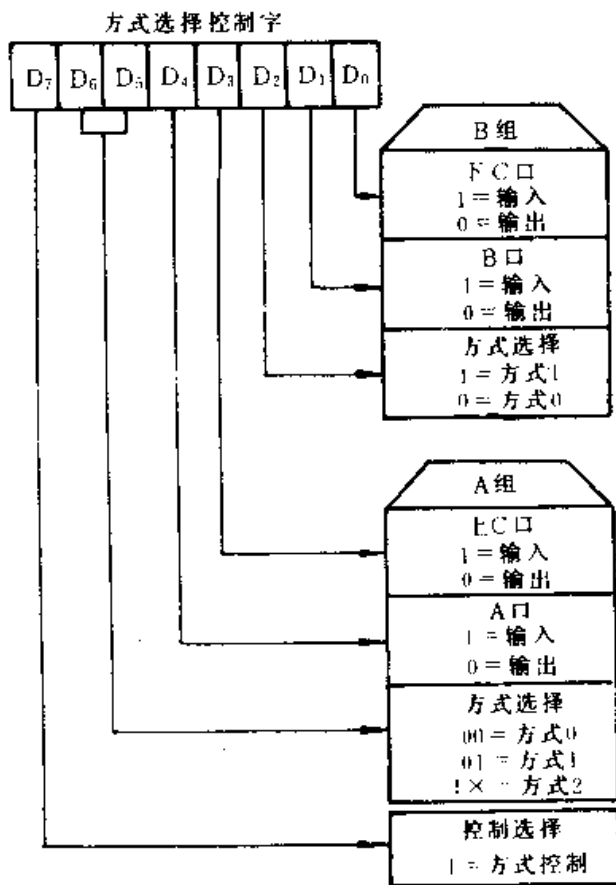 方式选择控制字
D₇ D₆ D₅ D₄ D₃ D₂ D₁ D₀
B组
下C口
1=输入
0=输出
B口
1=输入
0=输出
方式选择
1=方式1
0=方式0
A组
上C口
1=输入
0=输出
A口
1=输入
0=输出
方式选择
00=方式0
01=方式1
1×=方式2
控制选择
1=方式控制